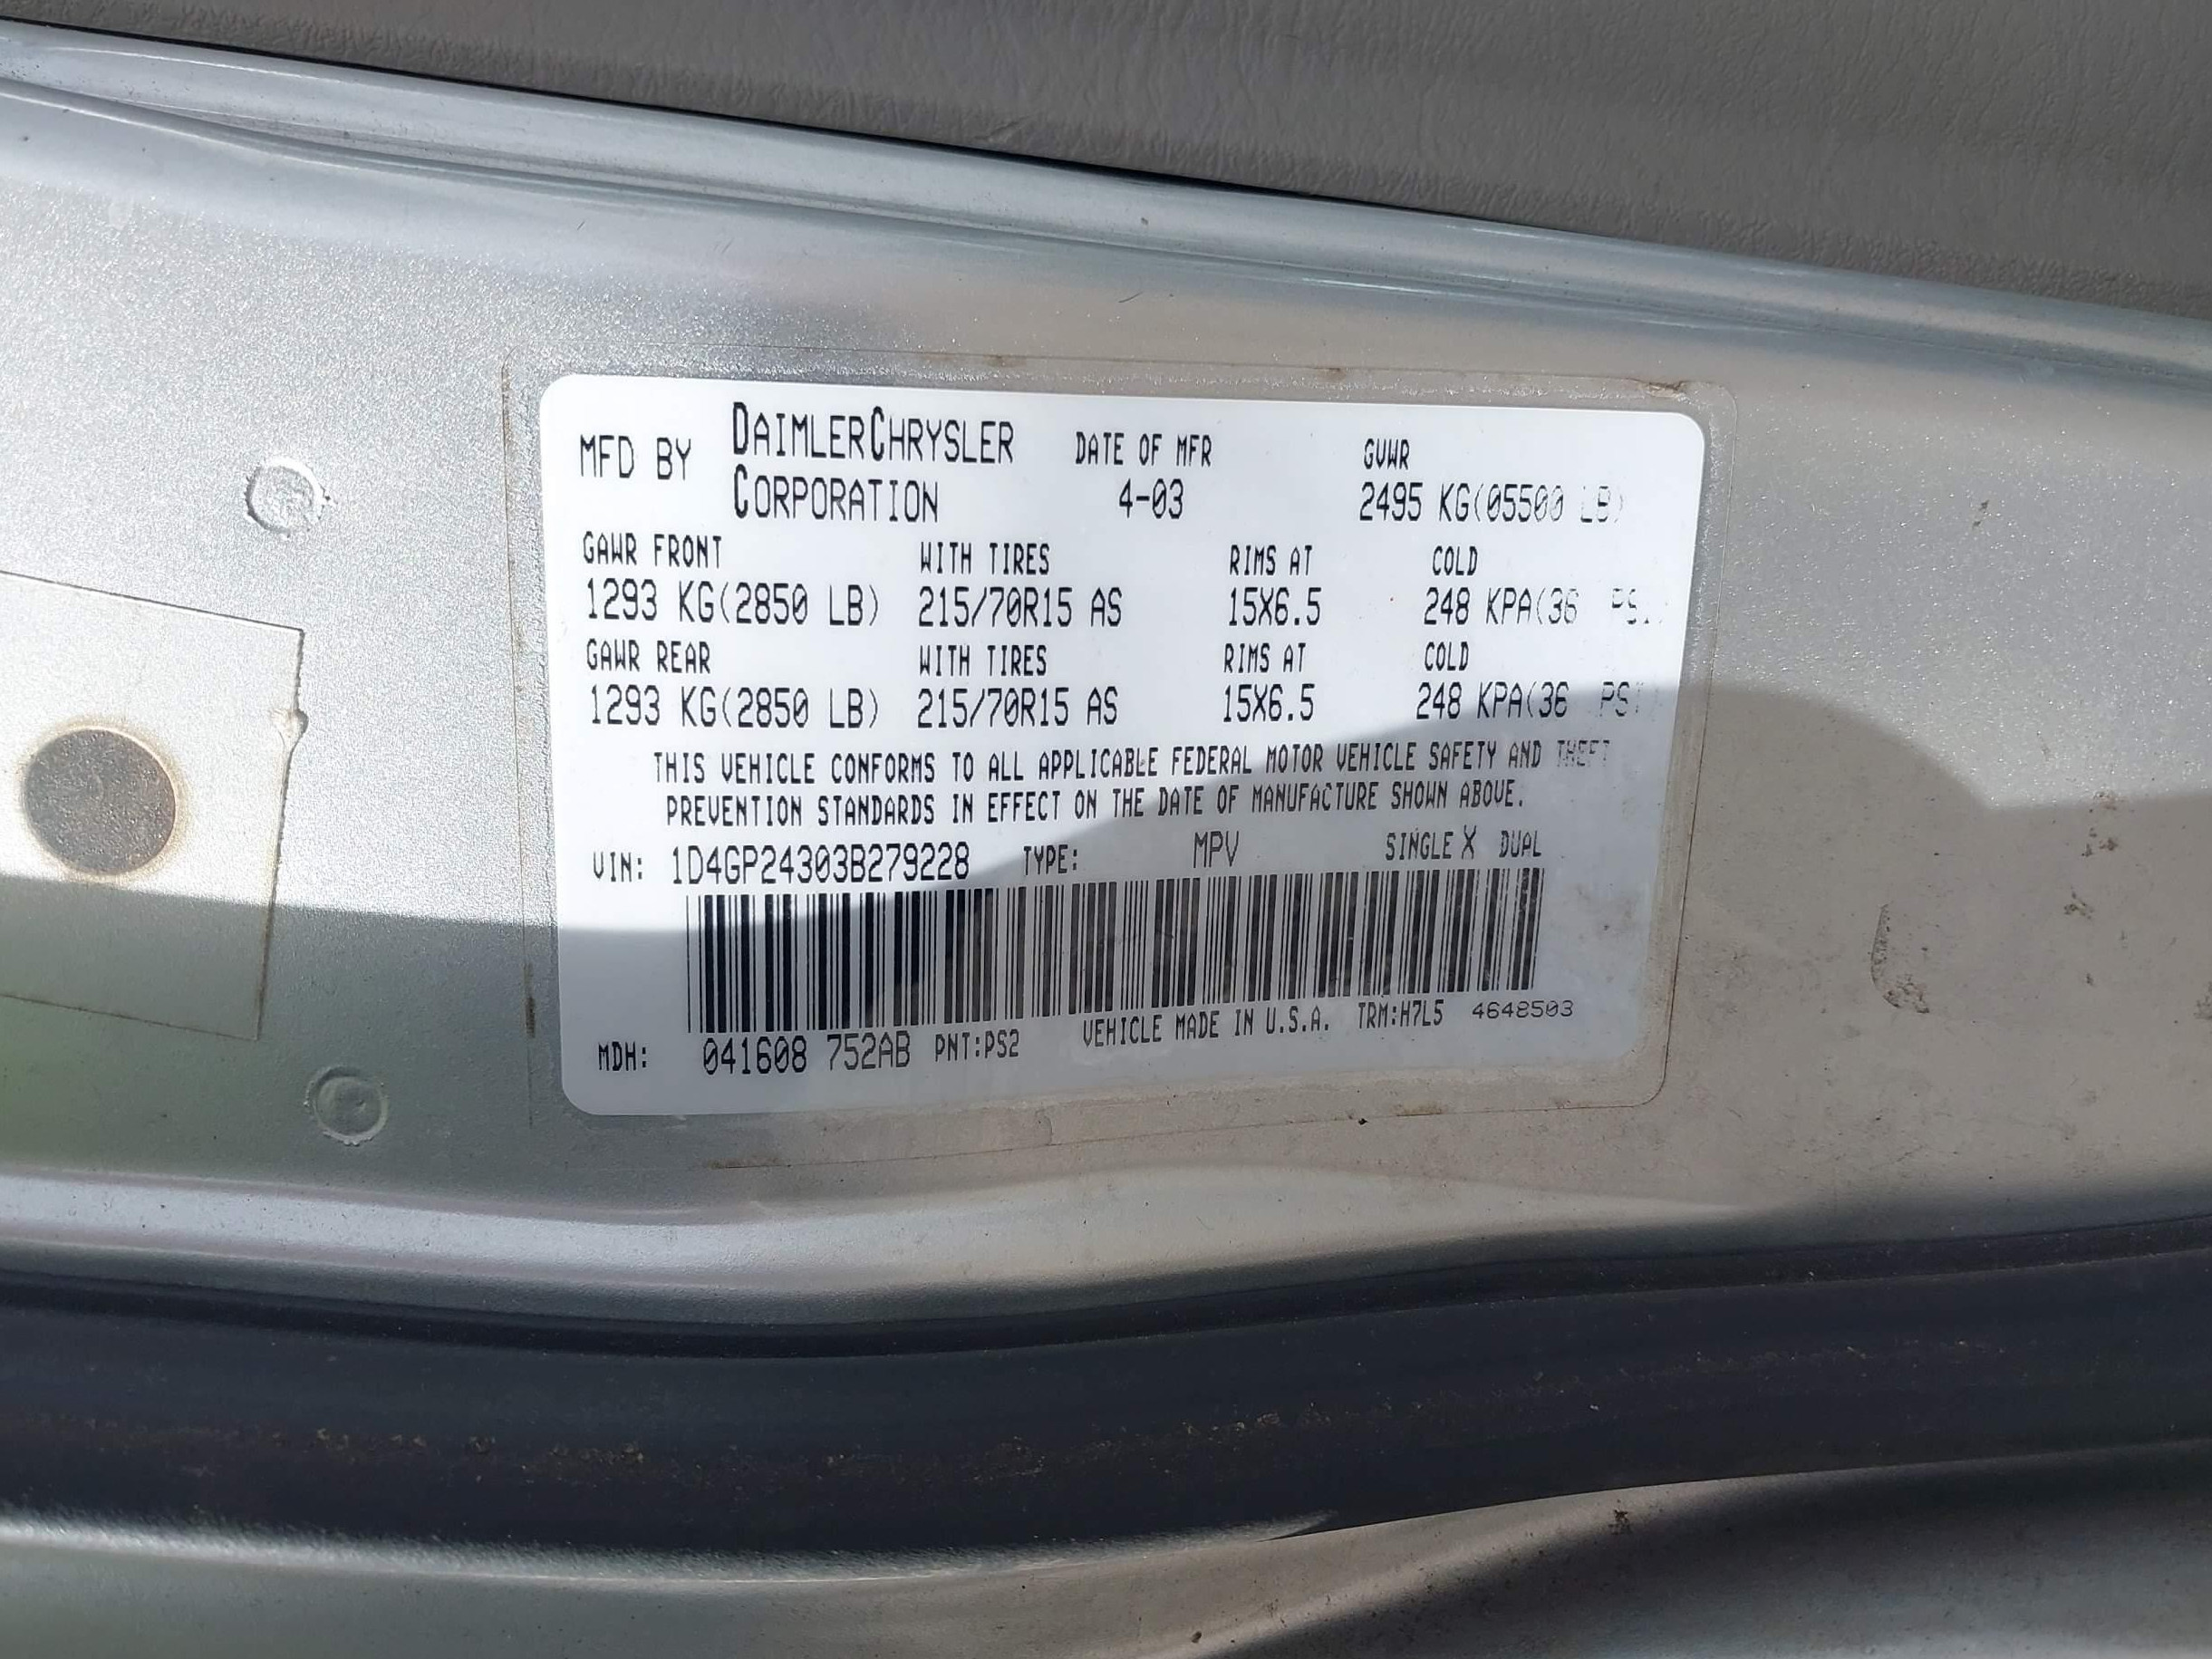 MFD BY DAIMLERCHRYSLER CORPORATION DATE OF MFR 4-03 GVWR 2495 KG(05500 LB)
GAWR FRONT WITH TIRES RIMS AT COLD
1293 KG(2850 LB) 215/70R15 AS 15X6.5 248 KPA(36 PSI)
GAWR REAR WITH TIRES RIMS AT COLD
1293 KG(2850 LB) 215/70R15 AS 15X6.5 248 KPA(36 PSI)
THIS VEHICLE CONFORMS TO ALL APPLICABLE FEDERAL MOTOR VEHICLE SAFETY AND THEFT
PREVENTION STANDARDS IN EFFECT ON THE DATE OF MANUFACTURE SHOWN ABOVE.
VIN: 1D4GP24303B279228 TYPE: MPV SINGLE X DUAL
MDH: 041608 752AB PNT:PS2 VEHICLE MADE IN U.S.A. TRM:H7L5 4648503